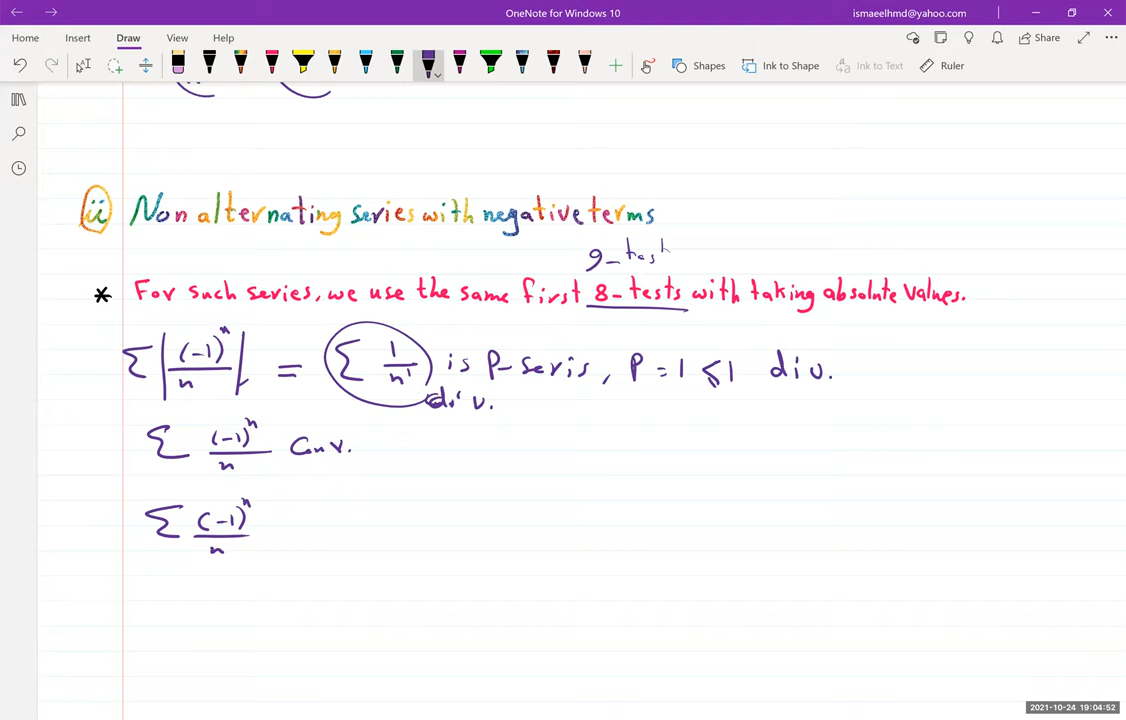 OneNote for Windows 10
ismaeelhmd@yahoo.com
Home Insert Draw View Help
Share
Shapes Ink to Shape Ink to Text Ruler
ii Non alternating series with negative terms
9_test
* For such series, we use the same first 8-tests with taking absolute values.
Σ|(-1)^n/n| = Σ 1/n^1 is P-seris, P=1≤1 div.
div.
Σ (-1)^n/n Conv.
Σ (-1)^n/n
2021-10-24 19:04:52